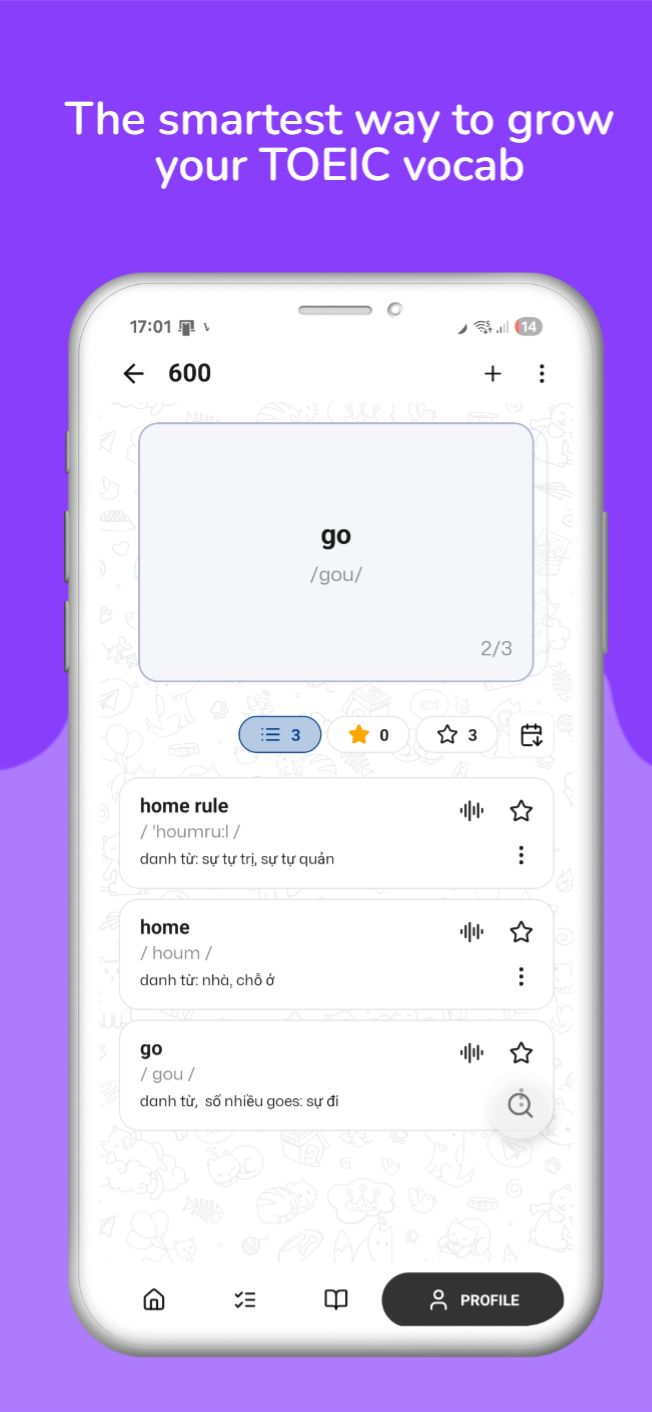 The smartest way to grow
your TOEIC vocab
17:01
14
600
go
/gou/
2/3
3
0
3
home rule
/ 'houmru:l /
danh từ: sự tự trị, sự tự quản
home
/ houm /
danh từ: nhà, chỗ ở
go
/ gou /
danh từ,  số nhiều goes: sự đi
PROFILE